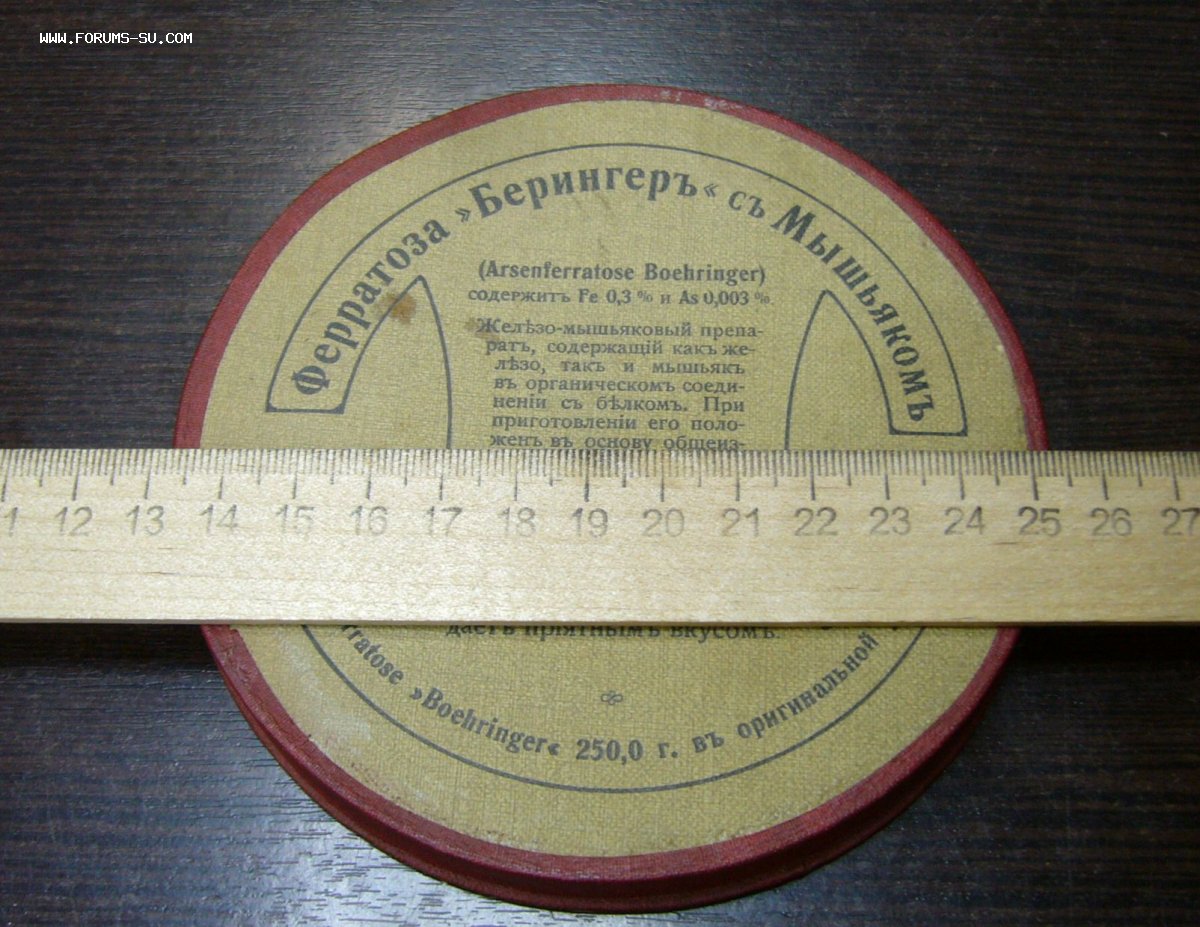 WWW.FORUMS-SU.COM
Ферратоза »Берингеръ« съ Мышьякомъ
(Arsenferratose Boehringer)
содержитъ Fe 0,3 % и As 0,003 %.
Желѣзо-мышьяковый препа-
ратъ, содержащій какъ же-
лѣзо, такъ и мышьякъ
въ органическомъ соеди-
неніи съ бѣлкомъ. При
приготовленіи его поло-
женъ въ основу общеиз-
1 12 13 14 15 16 17 18 19 20 21 22 23 24 25 26 27
даетъ пріятнымъ вкусомъ.
rratose »Boehringer« 250,0 г. въ оригинальной